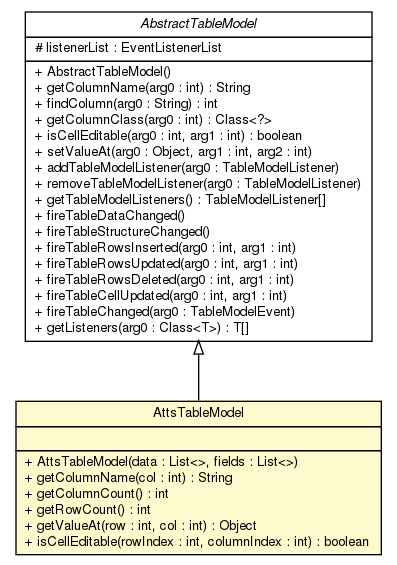 AbstractTableModel
# listenerList : EventListenerList
+ AbstractTableModel()
+ getColumnName(arg0 : int) : String
+ findColumn(arg0 : String) : int
+ getColumnClass(arg0 : int) : Class<?>
+ isCellEditable(arg0 : int, arg1 : int) : boolean
+ setValueAt(arg0 : Object, arg1 : int, arg2 : int)
+ addTableModelListener(arg0 : TableModelListener)
+ removeTableModelListener(arg0 : TableModelListener)
+ getTableModelListeners() : TableModelListener[]
+ fireTableDataChanged()
+ fireTableStructureChanged()
+ fireTableRowsInserted(arg0 : int, arg1 : int)
+ fireTableRowsUpdated(arg0 : int, arg1 : int)
+ fireTableRowsDeleted(arg0 : int, arg1 : int)
+ fireTableCellUpdated(arg0 : int, arg1 : int)
+ fireTableChanged(arg0 : TableModelEvent)
+ getListeners(arg0 : Class<T>) : T[]
AttsTableModel
+ AttsTableModel(data : List<>, fields : List<>)
+ getColumnName(col : int) : String
+ getColumnCount() : int
+ getRowCount() : int
+ getValueAt(row : int, col : int) : Object
+ isCellEditable(rowIndex : int, columnIndex : int) : boolean